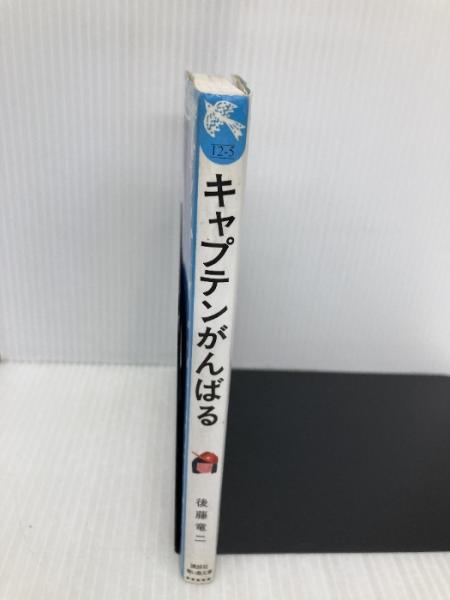 12-5
キャプテンがんばる
後藤竜二
講談社
青い鳥文庫